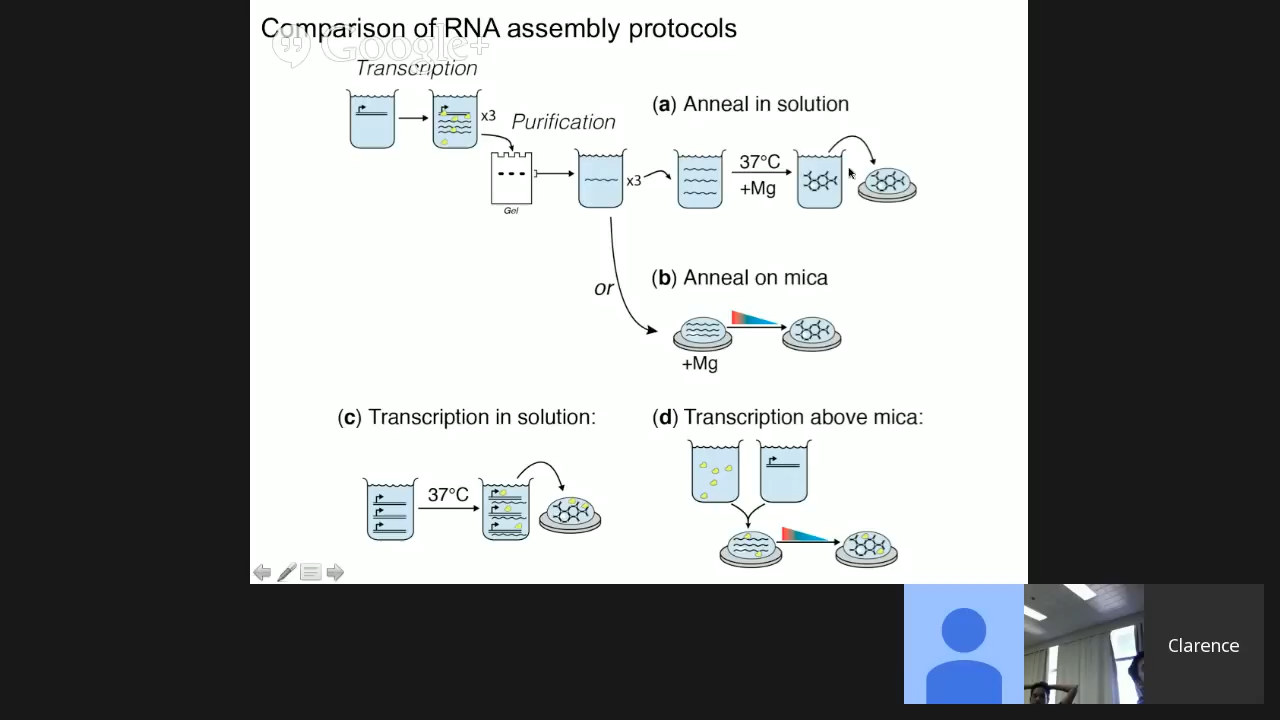 Comparison of RNA assembly protocols
Google+
Transcription
x3
Purification
(a) Anneal in solution
Gel
x3
37°C
+Mg
or
(b) Anneal on mica
+Mg
(c) Transcription in solution:
37°C
(d) Transcription above mica:
Clarence